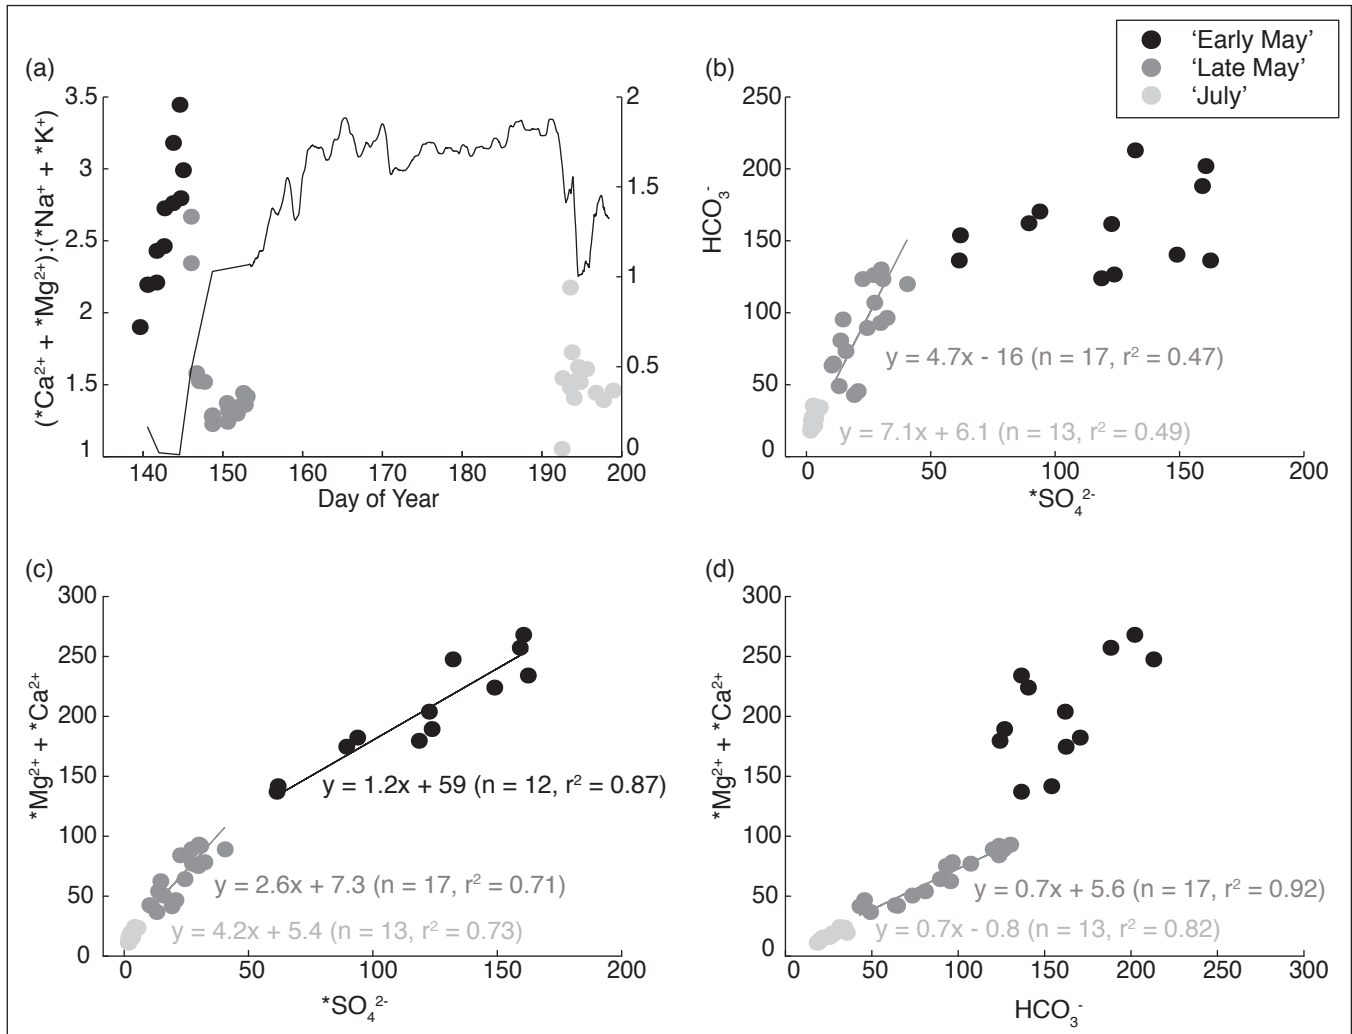 ‘Early May’
‘Late May’
‘July’
(a)
(*Ca²⁺ + *Mg²⁺):(*Na⁺ + *K⁺)
3.5
3
2.5
2
1.5
1
2
1.5
1
0.5
0
140 150 160 170 180 190 200
Day of Year
(b)
HCO₃⁻
250
200
150
100
50
0
y = 4.7x - 16 (n = 17, r² = 0.47)
y = 7.1x + 6.1 (n = 13, r² = 0.49)
0 50 100 150 200
*SO₄²⁻
(c)
*Mg²⁺ + *Ca²⁺
300
250
200
150
100
50
0
y = 1.2x + 59 (n = 12, r² = 0.87)
y = 2.6x + 7.3 (n = 17, r² = 0.71)
y = 4.2x + 5.4 (n = 13, r² = 0.73)
0 50 100 150 200
*SO₄²⁻
(d)
*Mg²⁺ + *Ca²⁺
300
250
200
150
100
50
0
y = 0.7x + 5.6 (n = 17, r² = 0.92)
y = 0.7x - 0.8 (n = 13, r² = 0.82)
0 50 100 150 200 250 300
HCO₃⁻